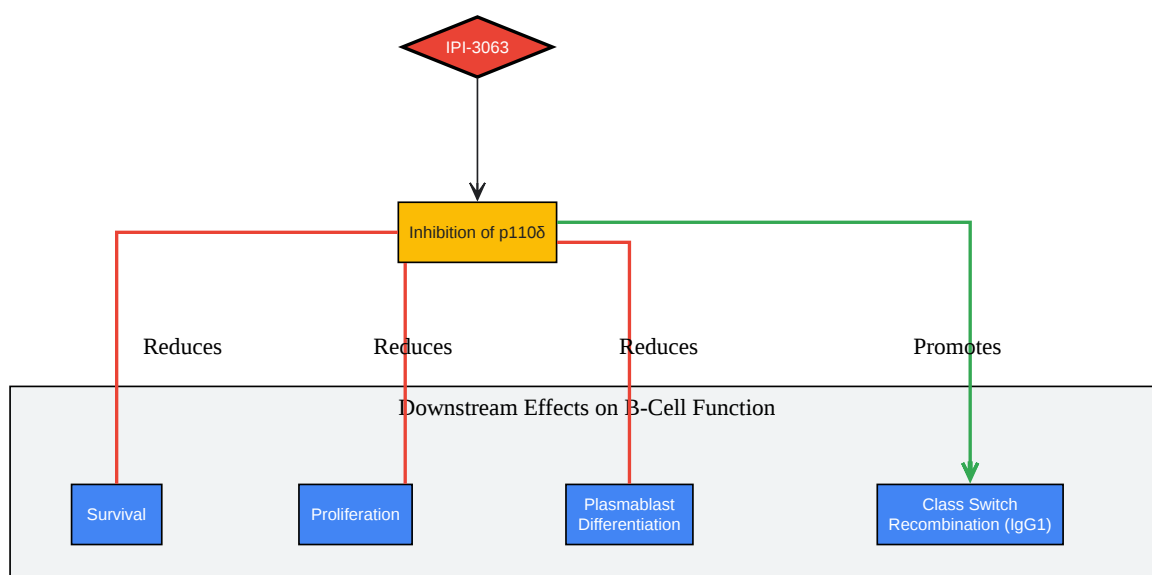 IPI-3063
Inhibition of p110δ
Reduces
Reduces
Reduces
Promotes
Downstream Effects on B-Cell Function
Survival
Proliferation
Plasmablast
Differentiation
Class Switch
Recombination (IgG1)